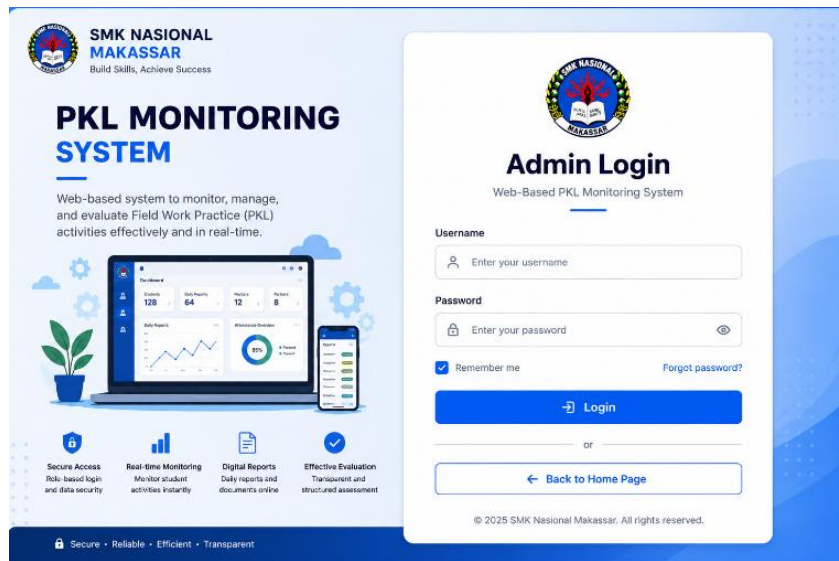 SMK NASIONAL
MAKASSAR
Build Skills, Achieve Success
PKL MONITORING
SYSTEM
Web-based system to monitor, manage,
and evaluate Field Work Practice (PKL)
activities effectively and in real-time.
Dashboard
Daily Reports
128
64
12
8
Daily Reports
Attendance Overview
85%
Reports
Secure Access
Role-based login
and data security
Real-time Monitoring
Monitor student
activities instantly
Digital Reports
Daily reports and
documents online
Effective Evaluation
Transparent and
structured assessment
Secure • Reliable • Efficient • Transparent
SMK NASIONAL
MAKASSAR
Admin Login
Web-Based PKL Monitoring System
Username
Enter your username
Password
Enter your password
Remember me
Forgot password?
Login
or
Back to Home Page
© 2025 SMK Nasional Makassar. All rights reserved.